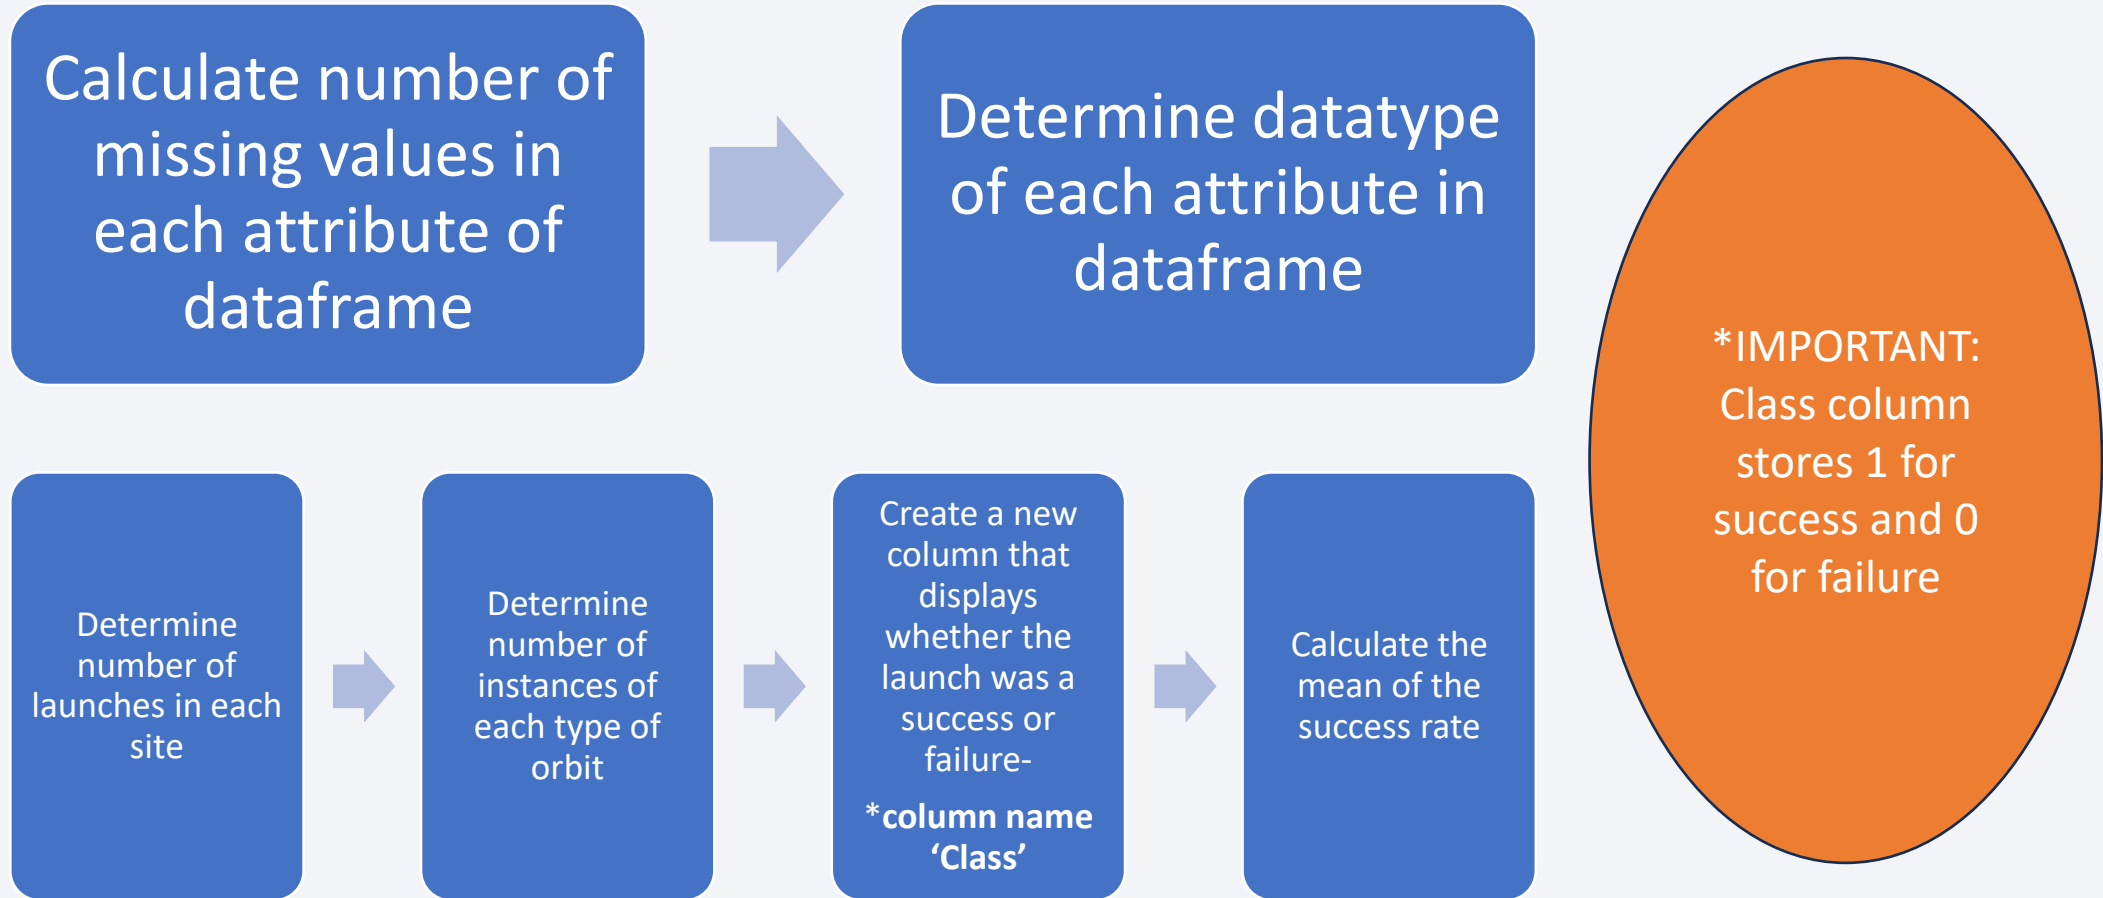 Calculate number of
missing values in
each attribute of
dataframe
Determine datatype
of each attribute in
dataframe
*IMPORTANT:
Class column
stores 1 for
success and 0
for failure
Determine
number of
launches in each
site
Determine
number of
instances of
each type of
orbit
Create a new
column that
displays
whether the
launch was a
success or
failure-
*column name
‘Class’
Calculate the
mean of the
success rate